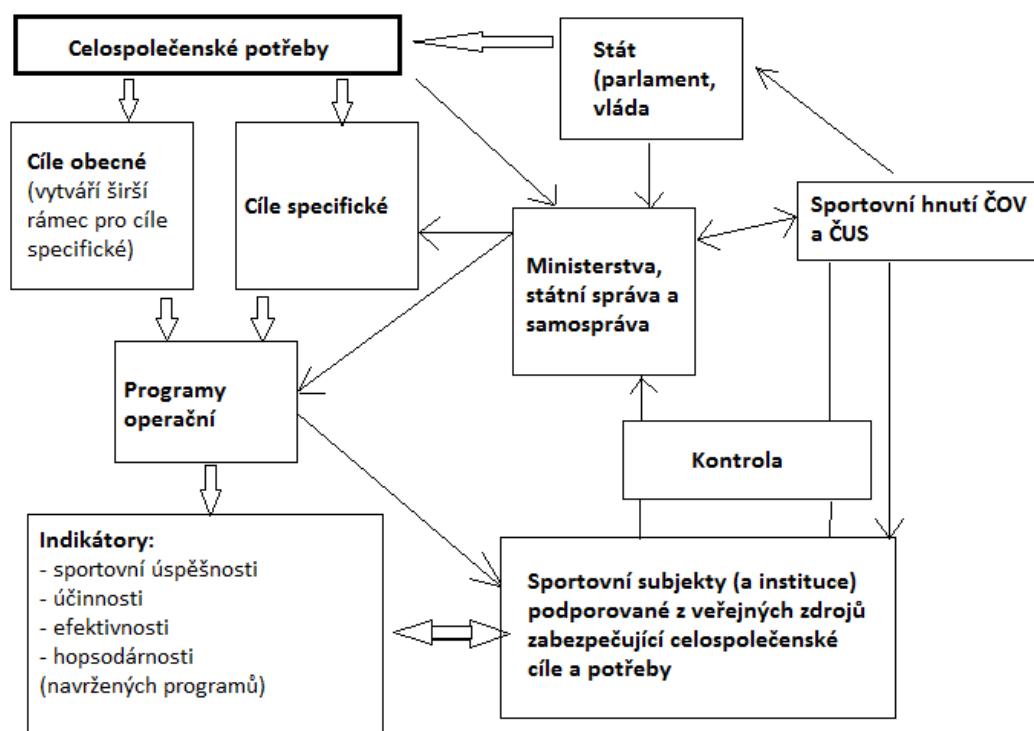 Celospolečenské potřeby
Stát
(parlament,
vláda
Cíle obecné
(vytváří širší
rámec pro cíle
specifické)
Cíle specifické
Sportovní hnutí ČOV
a ČUS
Ministerstva,
státní správa a
samospráva
Programy
operační
Kontrola
Indikátory:
- sportovní úspěšnosti
- účinnosti
- efektivnosti
- hopsodárnosti
(navržených programů)
Sportovní subjekty (a instituce)
podporované z veřejných zdrojů
zabezpečující celospolečenské
cíle a potřeby